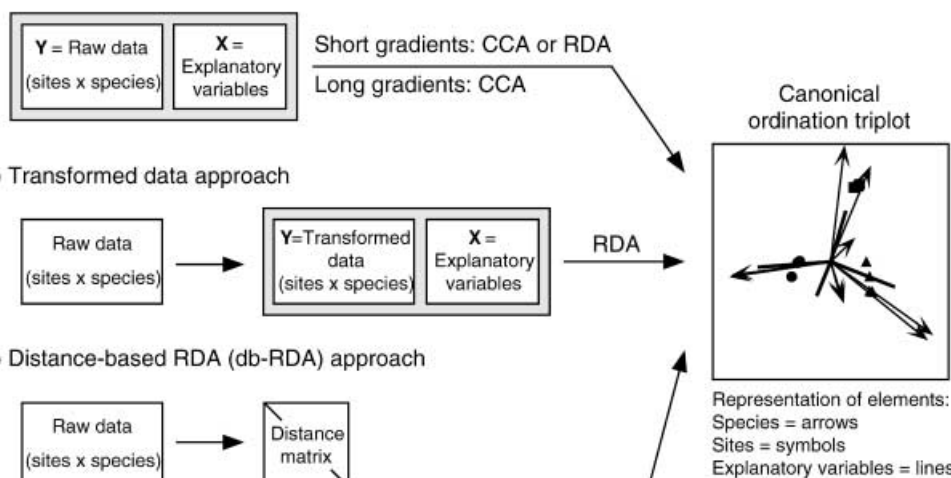 Y = Raw data
(sites x species)
X =
Explanatory
variables
Short gradients: CCA or RDA
Long gradients: CCA
Canonical
ordination triplot
Transformed data approach
Raw data
(sites x species)
Y=Transformed
data
(sites x species)
X =
Explanatory
variables
RDA
Distance-based RDA (db-RDA) approach
Raw data
(sites x species)
Distance
matrix
Representation of elements:
Species = arrows
Sites = symbols
Explanatory variables = lines